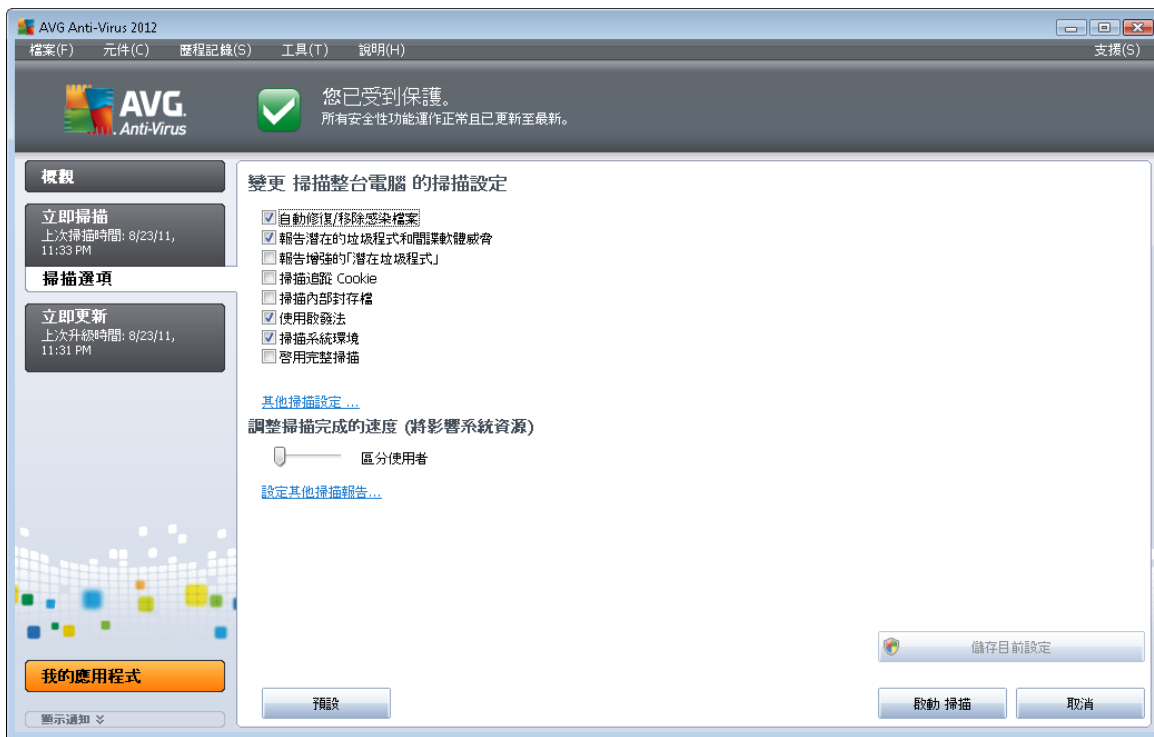 AVG Anti-Virus 2012
檔案(F) 元件(C) 歷程記錄(S) 工具(T) 說明(H) 支援(S)
AVG.
Anti-Virus
您已受到保護。
所有安全性功能運作正常且已更新至最新。
概觀
立即掃描
上次掃描時間: 8/23/11,
11:33 PM
掃描選項
立即更新
上次升級時間: 8/23/11,
11:31 PM
我的應用程式
顯示通知
變更 掃描整台電腦 的掃描設定
自動修復/移除感染檔案
報告潛在的垃圾程式和間諜軟體威脅
報告增強的「潛在垃圾程式」
掃描追蹤 Cookie
掃描內部封存檔
使用啟發法
掃描系統環境
啓用完整掃描
其他掃描設定 ...
調整掃描完成的速度 (將影響系統資源)
區分使用者
設定其他掃描報告...
儲存目前設定
預設 啟動 掃描 取消